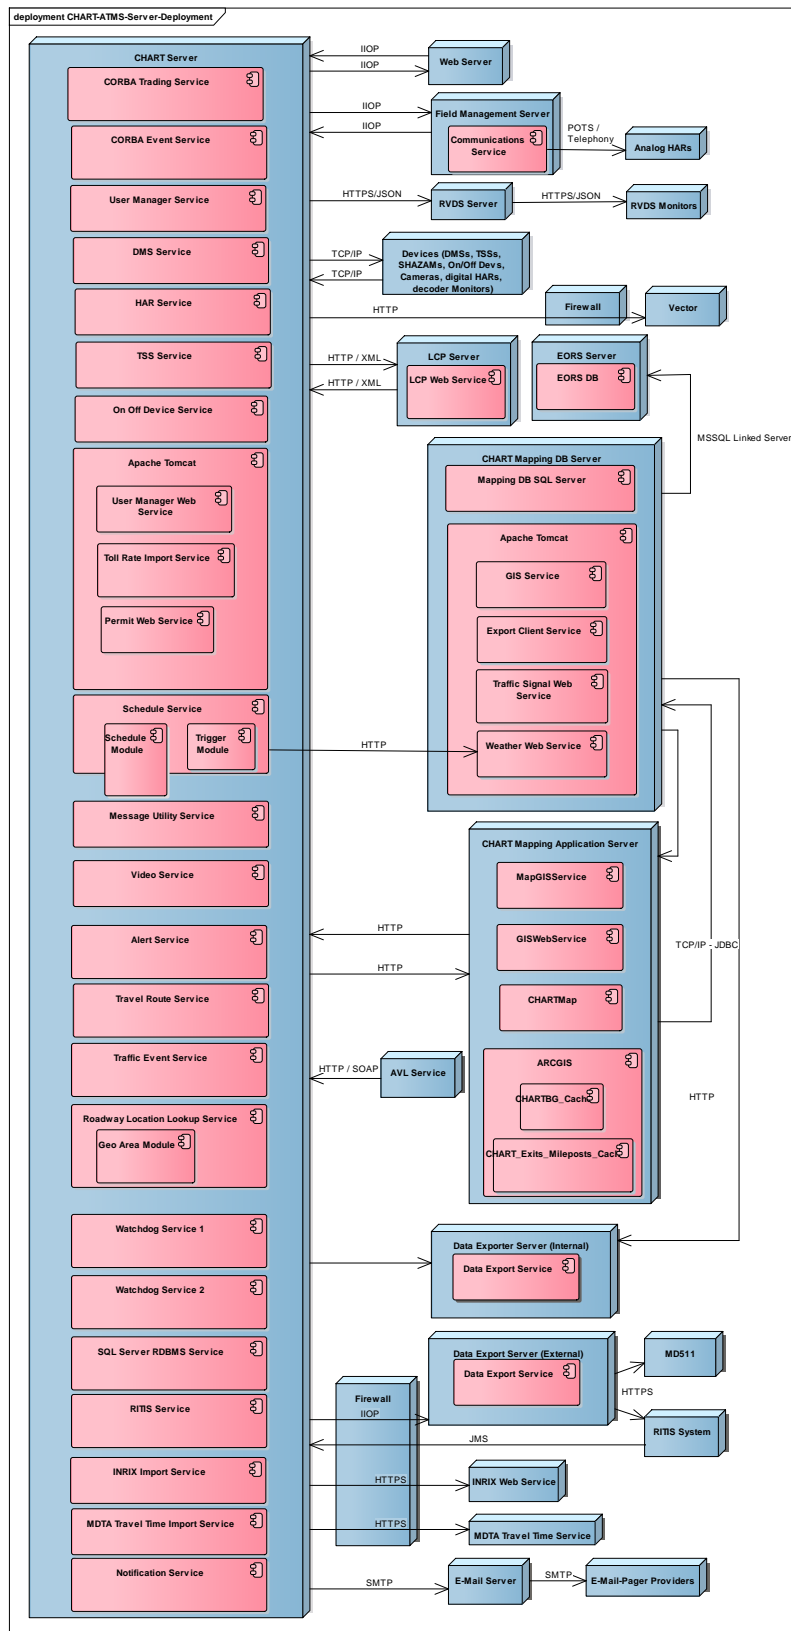 deployment CHART-ATMS-Server-Deployment
CHART Server
CORBA Trading Service
CORBA Event Service
User Manager Service
DMS Service
HAR Service
TSS Service
On Off Device Service
Apache Tomcat
User Manager Web
Service
Toll Rate Import Service
Permit Web Service
Schedule Service
Schedule
Module
Trigger
Module
Message Utility Service
Video Service
Alert Service
Travel Route Service
Traffic Event Service
Roadway Location Lookup Service
Geo Area Module
Watchdog Service 1
Watchdog Service 2
SQL Server RDBMS Service
RITIS Service
INRIX Import Service
MDTA Travel Time Import Service
Notification Service
IIOP
IIOP
Web Server
IIOP
IIOP
Field Management Server
Communications
Service
POTS /
Telephony
Analog HARs
HTTPS/JSON
RVDS Server
HTTPS/JSON
RVDS Monitors
TCP/IP
TCP/IP
Devices (DMSs, TSSs,
SHAZAMs, On/Off Devs,
Cameras, digital HARs,
decoder Monitors)
HTTP
Firewall
Vector
HTTP / XML
HTTP / XML
LCP Server
LCP Web Service
EORS Server
EORS DB
MSSQL Linked Server
CHART Mapping DB Server
Mapping DB SQL Server
Apache Tomcat
GIS Service
Export Client Service
Traffic Signal Web
Service
Weather Web Service
HTTP
CHART Mapping Application Server
MapGISService
GISWebService
CHARTMap
ARCGIS
CHARTBG_Cache
CHART_Exits_Mileposts_Cach
HTTP
HTTP
TCP/IP - JDBC
HTTP / SOAP
AVL Service
HTTP
Data Exporter Server (Internal)
Data Export Service
Data Export Server (External)
Data Export Service
MD511
HTTPS
RITIS System
Firewall
IIOP
JMS
HTTPS
INRIX Web Service
HTTPS
MDTA Travel Time Service
SMTP
E-Mail Server
SMTP
E-Mail-Pager Providers